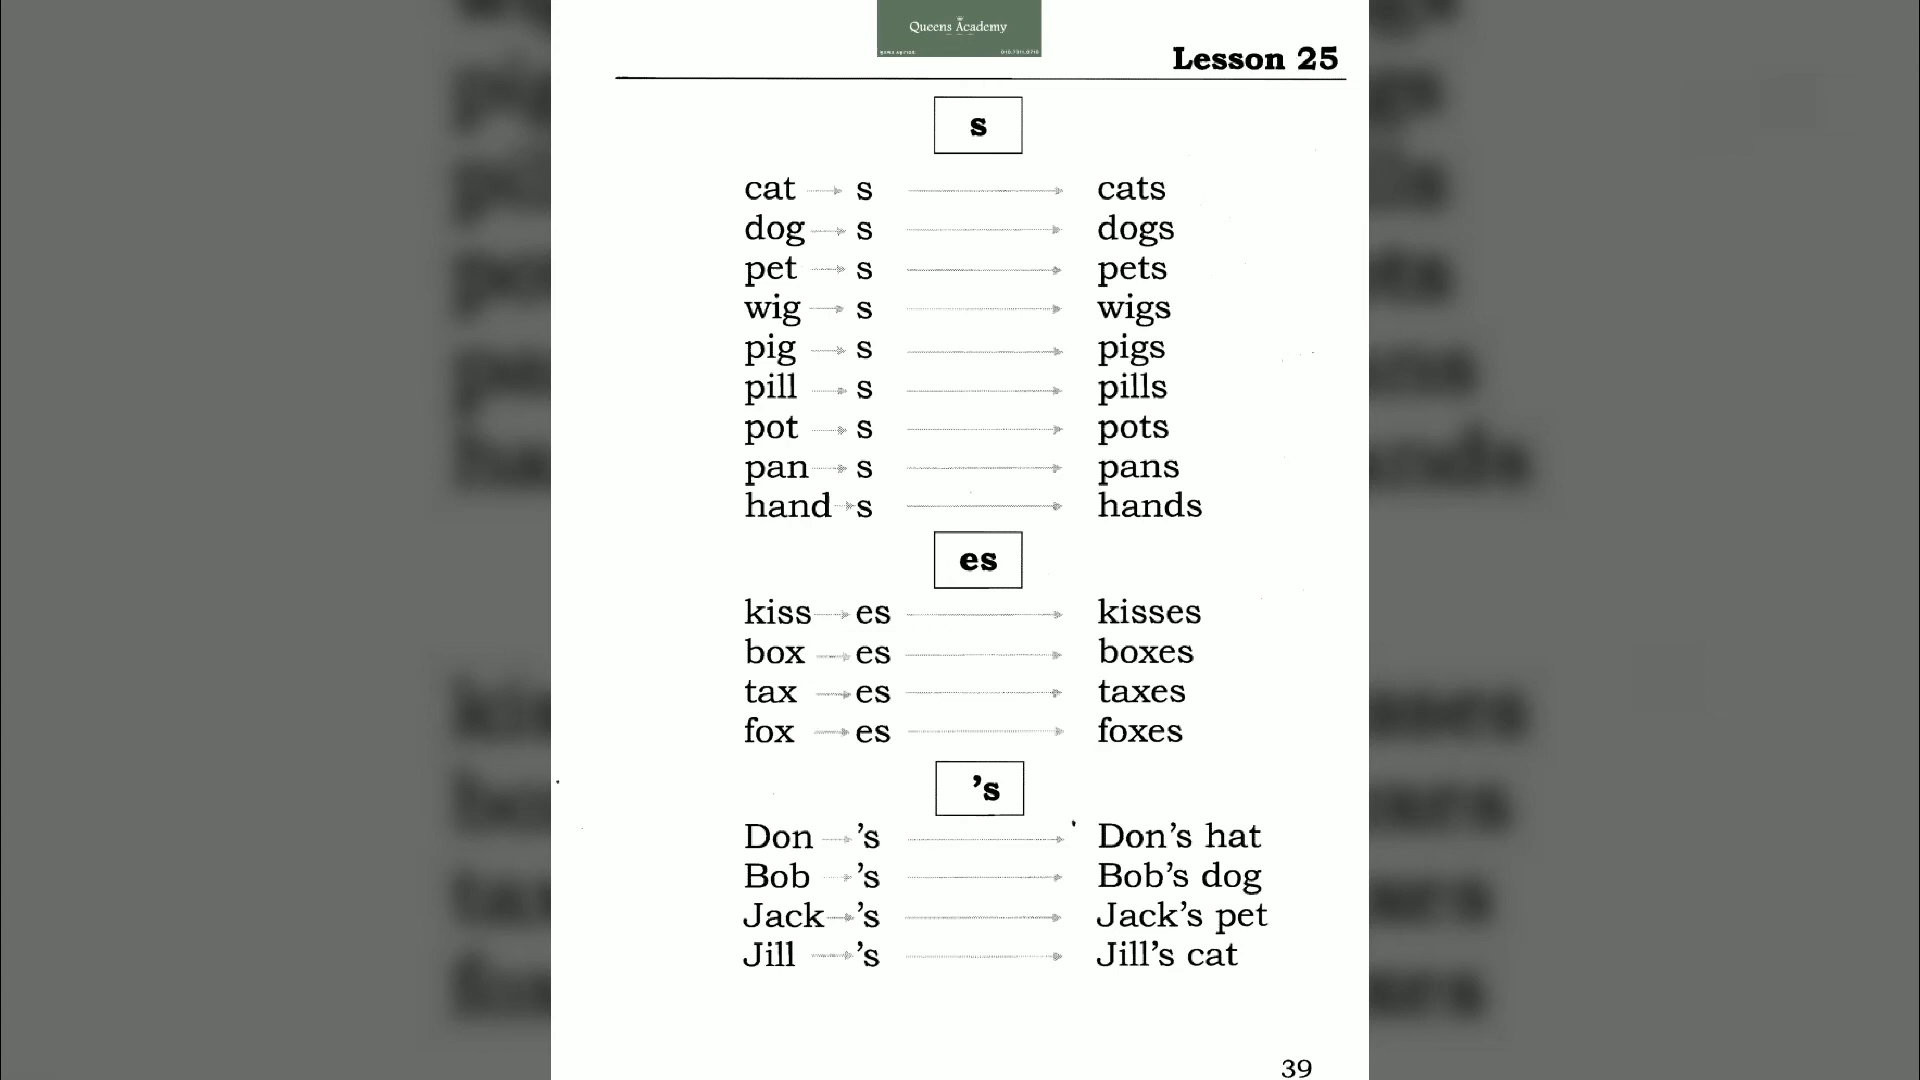 Queens Academy
Lesson 25
s
cat s cats
dog s dogs
pet s pets
wig s wigs
pig s pigs
pill s pills
pot s pots
pan s pans
hand s hands
es
kiss es kisses
box es boxes
tax es taxes
fox es foxes
’s
Don ’s Don’s hat
Bob ’s Bob’s dog
Jack ’s Jack’s pet
Jill ’s Jill’s cat
39